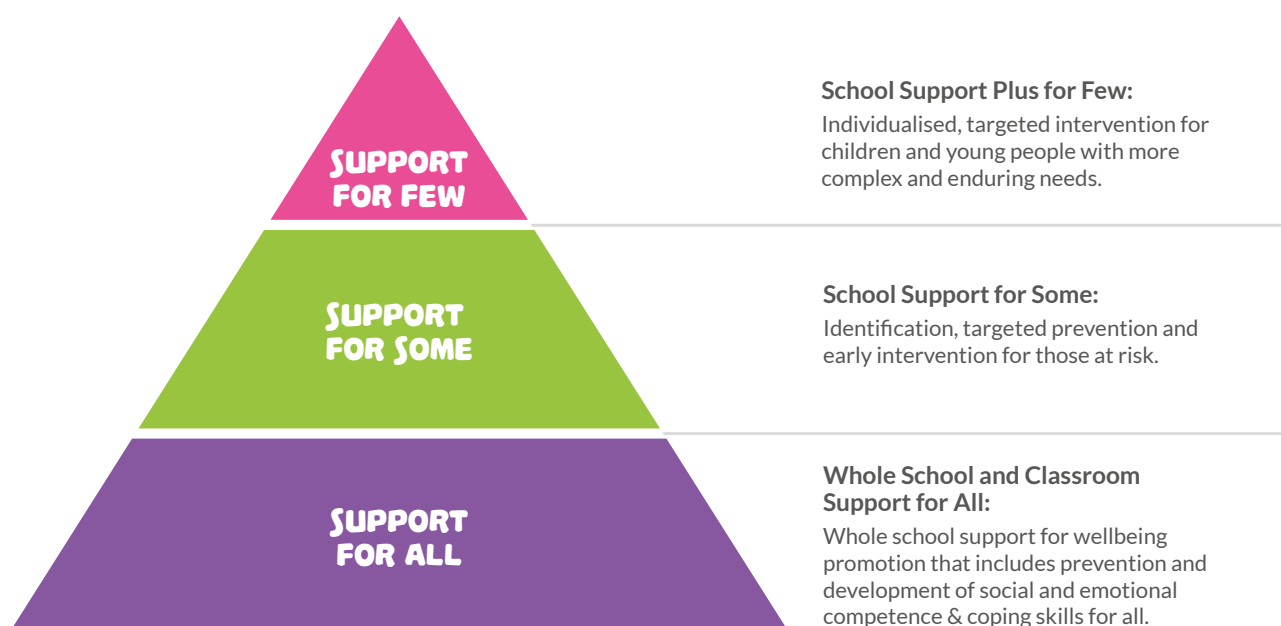 SUPPORT
FOR FEW
School Support Plus for Few:
Individualised, targeted intervention for
children and young people with more
complex and enduring needs.
SUPPORT
FOR SOME
School Support for Some:
Identification, targeted prevention and
early intervention for those at risk.
SUPPORT
FOR ALL
Whole School and Classroom
Support for All:
Whole school support for wellbeing
promotion that includes prevention and
development of social and emotional
competence & coping skills for all.